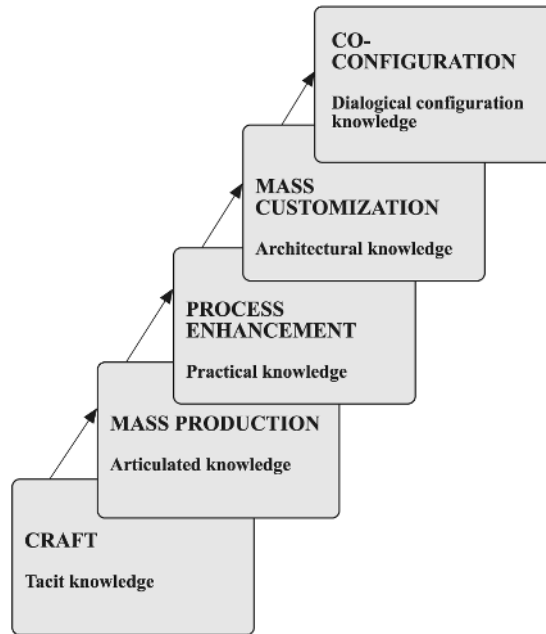 CO-
CONFIGURATION
Dialogical configuration
knowledge
MASS
CUSTOMIZATION
Architectural knowledge
PROCESS
ENHANCEMENT
Practical knowledge
MASS PRODUCTION
Articulated knowledge
CRAFT
Tacit knowledge